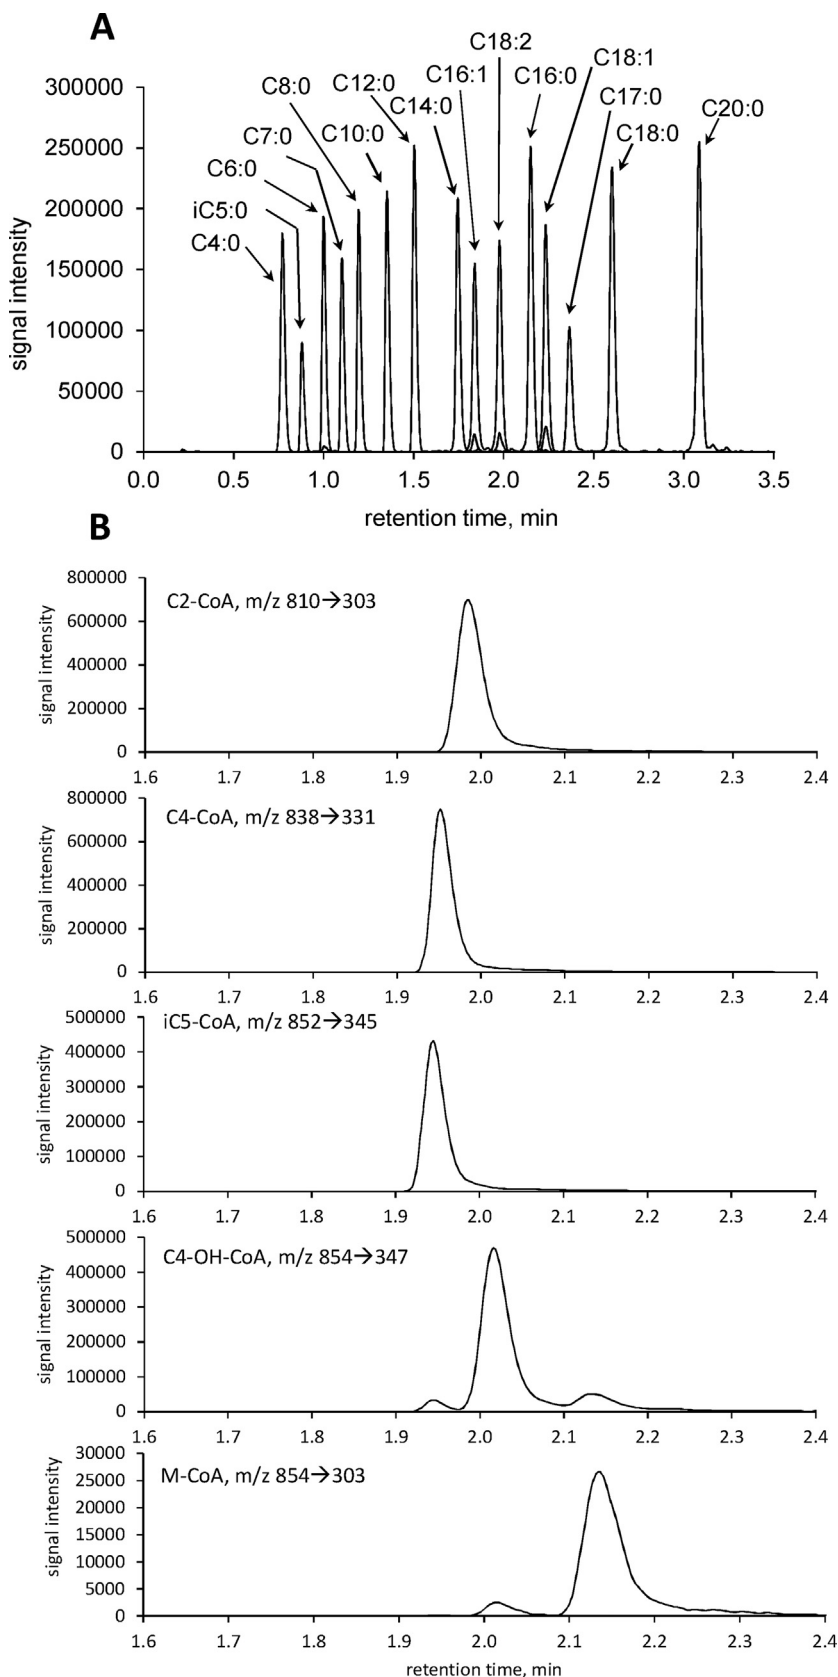 A
C18:2
C16:1
C16:0
C18:1
C8:0
C12:0
C14:0
C17:0
300000
C7:0
C10:0
C18:0
C20:0
250000
C6:0
200000
iC5:0
C4:0
150000
100000
50000
0
signal intensity
0.0 0.5 1.0 1.5 2.0 2.5 3.0 3.5
retention time, min
B
800000
C2-CoA, m/z 810→303
600000
400000
200000
0
signal intensity
1.6 1.7 1.8 1.9 2.0 2.1 2.2 2.3 2.4
800000
C4-CoA, m/z 838→331
600000
400000
200000
0
signal intensity
1.6 1.7 1.8 1.9 2.0 2.1 2.2 2.3 2.4
500000
iC5-CoA, m/z 852→345
400000
300000
200000
100000
0
signal intensity
1.6 1.7 1.8 1.9 2.0 2.1 2.2 2.3 2.4
500000
C4-OH-CoA, m/z 854→347
400000
300000
200000
100000
0
signal intensity
1.6 1.7 1.8 1.9 2.0 2.1 2.2 2.3 2.4
30000
M-CoA, m/z 854→303
25000
20000
15000
10000
5000
0
signal intensity
1.6 1.7 1.8 1.9 2.0 2.1 2.2 2.3 2.4
retention time, min